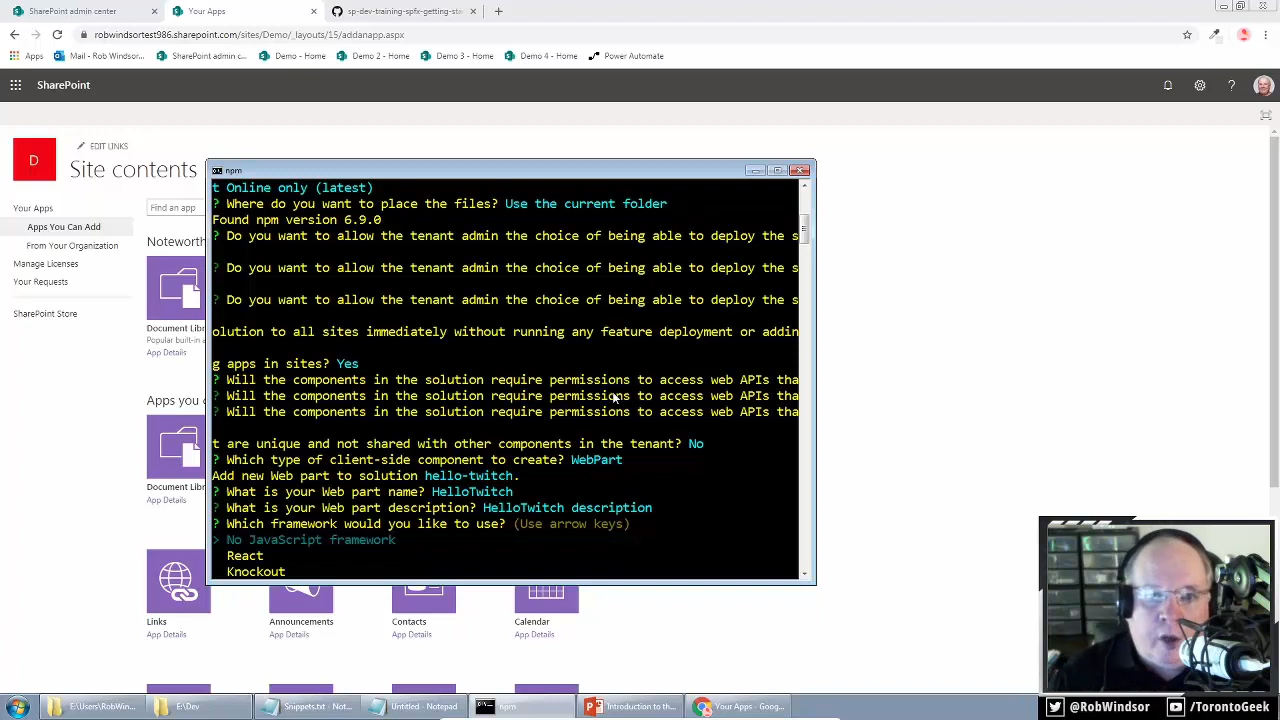 SharePoint admin center
Your Apps
sp-dev-training-spfx-getting-sta
robwindsortest986.sharepoint.com/sites/Demo/_layouts/15/addanapp.aspx
Apps
Mail - Rob Windsor...
SharePoint admin c...
Demo - Home
Demo 2 - Home
Demo 3 - Home
Demo 4 - Home
Power Automate
SharePoint
D
EDIT LINKS
Site contents
Your Apps
Apps You Can Add
From Your Organization
Manage Licenses
Your Requests
SharePoint Store
Find an app
Notewort
Document Libr
Popular built-in
App Details
Apps you c
Document Libr
App Details
npm
t Online only (latest)
? Where do you want to place the files? Use the current folder
Found npm version 6.9.0
? Do you want to allow the tenant admin the choice of being able to deploy the s
? Do you want to allow the tenant admin the choice of being able to deploy the s
? Do you want to allow the tenant admin the choice of being able to deploy the s
olution to all sites immediately without running any feature deployment or addin
g apps in sites? Yes
? Will the components in the solution require permissions to access web APIs tha
? Will the components in the solution require permissions to access web APIs tha
? Will the components in the solution require permissions to access web APIs tha
t are unique and not shared with other components in the tenant? No
? Which type of client-side component to create? WebPart
Add new Web part to solution hello-twitch.
? What is your Web part name? HelloTwitch
? What is your Web part description? HelloTwitch description
? Which framework would you like to use? (Use arrow keys)
> No JavaScript framework
React
Knockout
Links
App Details
Announcements
App Details
Contacts
App Details
Calendar
App Details
E:\Users\RobWin...
E:\Dev
Snippets.txt - Not...
Untitled - Notepad
npm
Introduction to th...
Your Apps - Goog...
@RobWindsor
/TorontoGeek